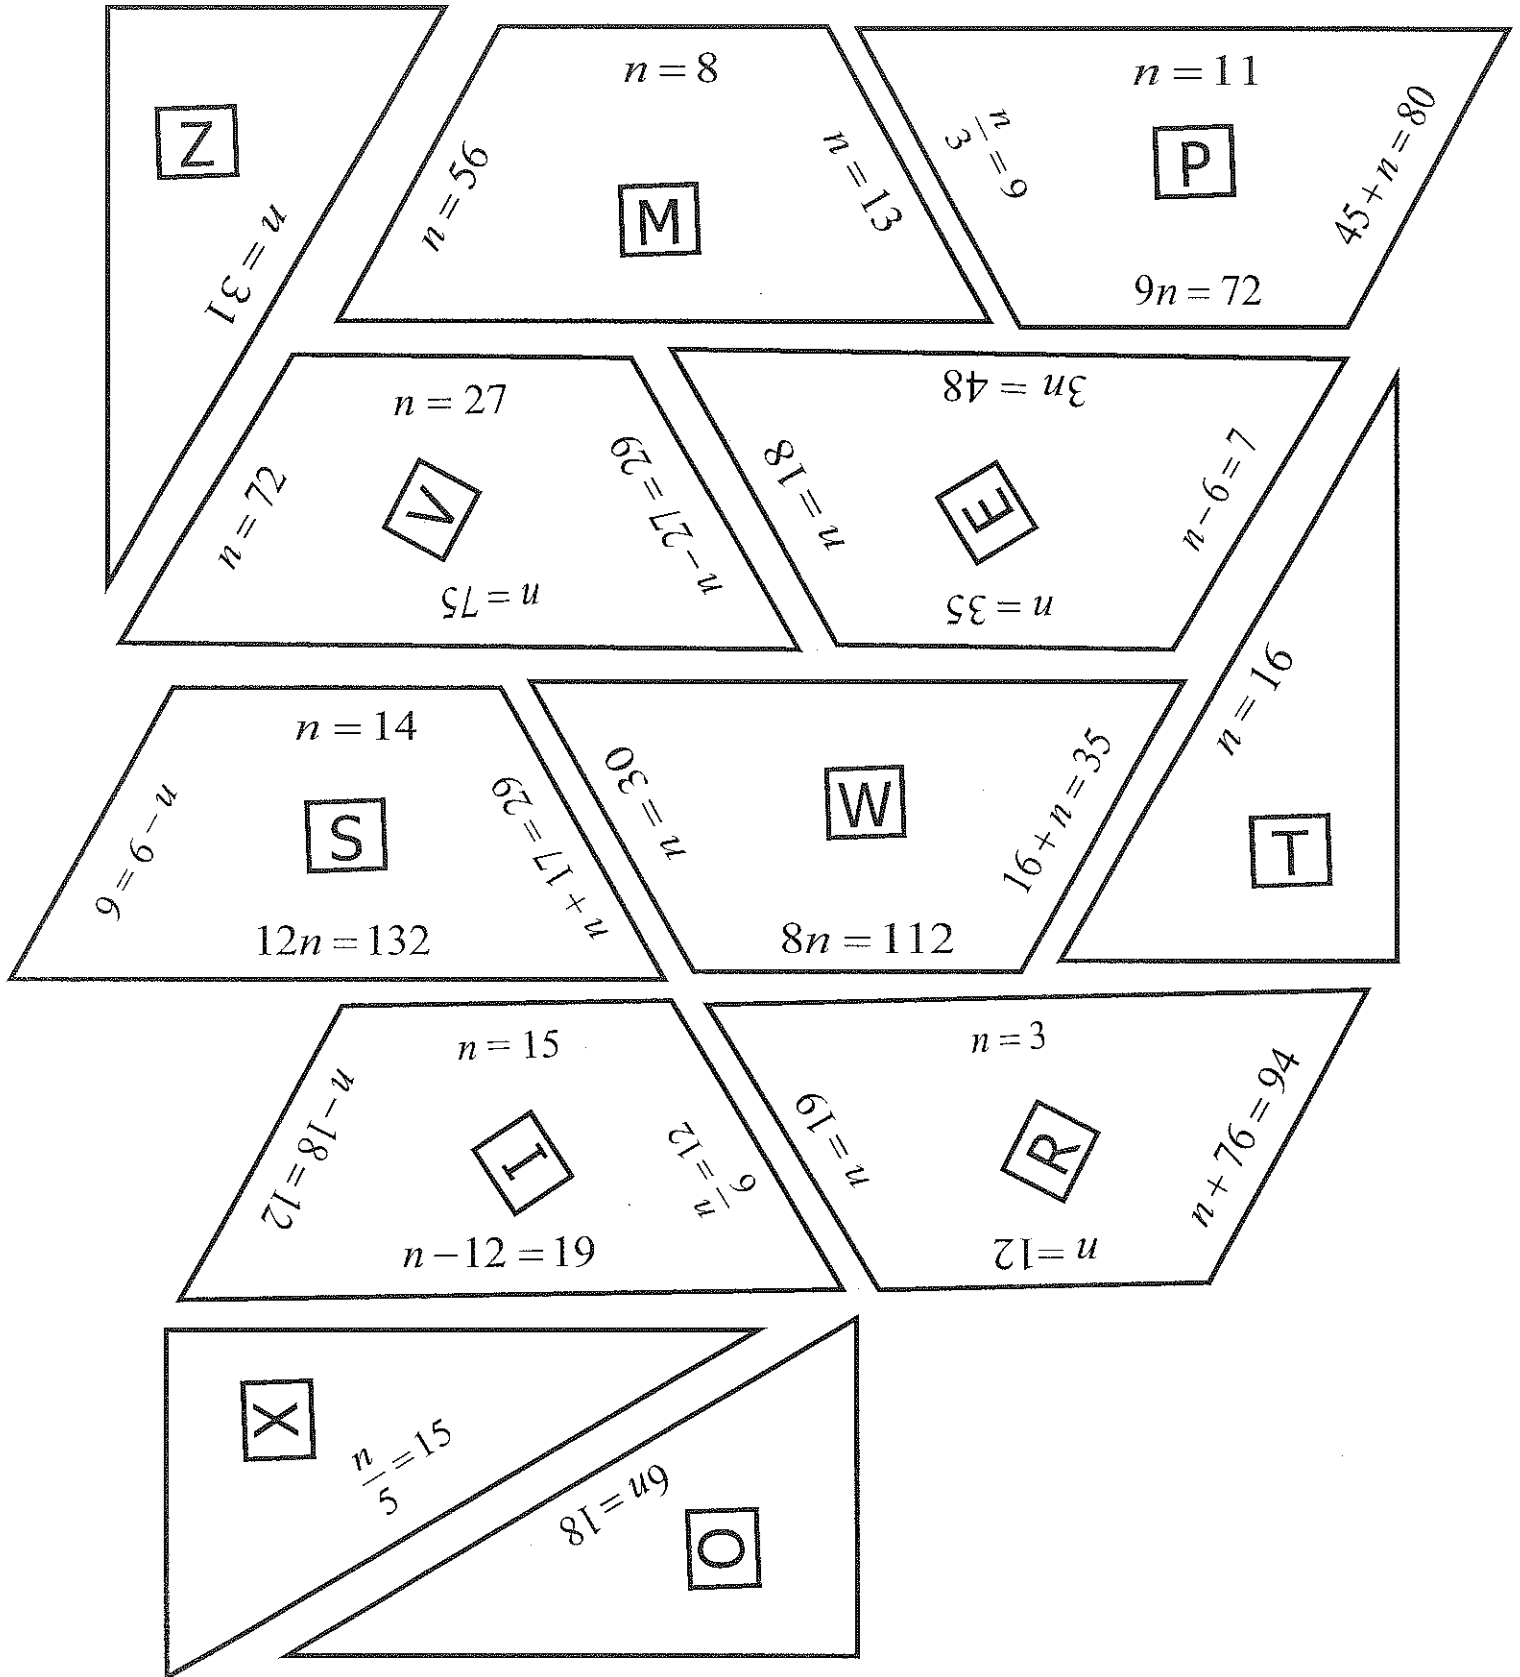 Z
n = 31
n = 8
n = 56
n = 13
M
n = 11
n/3 = 9
45 + n = 80
P
9n = 72
n = 27
n = 72
n − 27 = 29
V
n = 75
3n = 48
n = 18
n − 6 = 7
E
n = 35
n = 16
T
n = 14
n − 9 = 6
n + 17 = 29
S
12n = 132
n = 30
16 + n = 35
W
8n = 112
n = 15
n − 18 = 12
n/6 = 12
I
n − 12 = 19
n = 3
n = 19
n + 76 = 94
R
n = 12
X
n/5 = 15
6n = 18
O